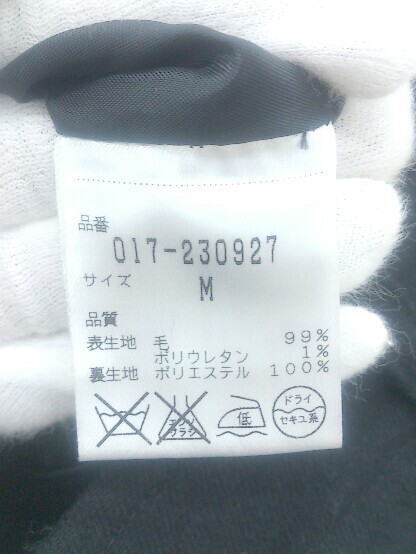 品番
017-230927
サイズ
M
品質
表生地 毛 99%
ポリウレタン 1%
裏生地 ポリエステル 100%
エンソ
サラシ
低
ドライ
セキユ系